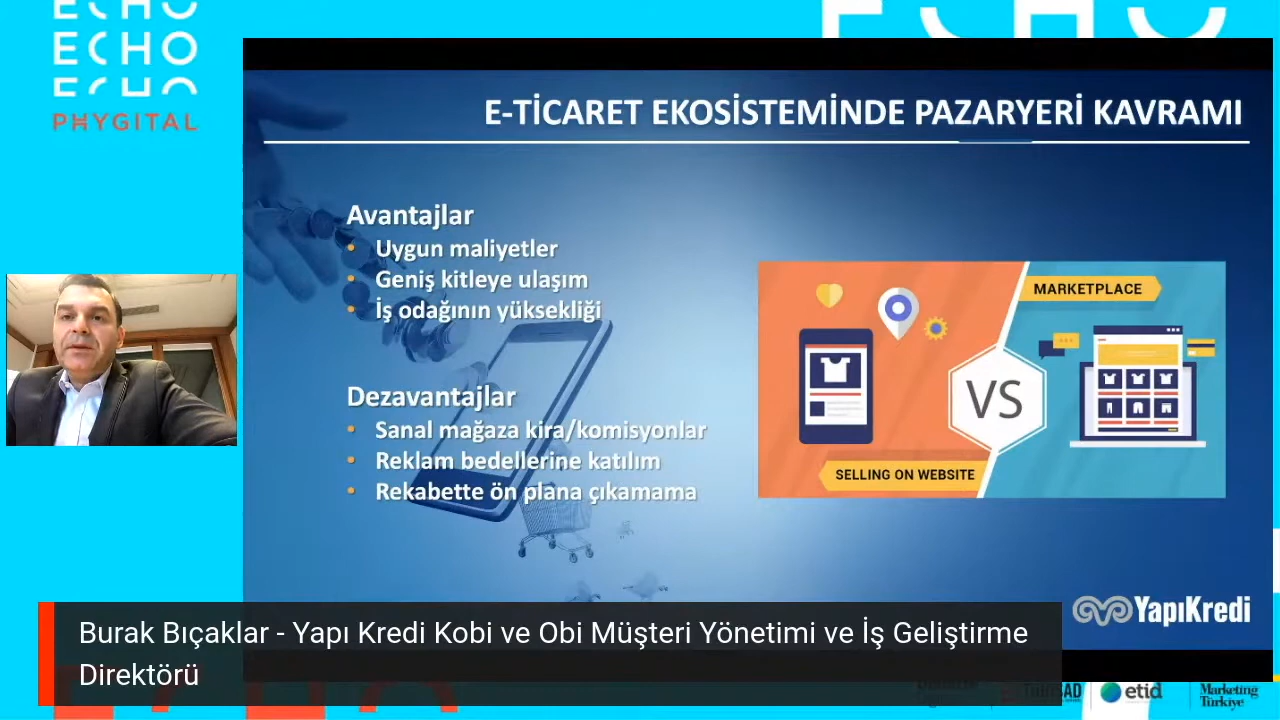 ECHO
ECHO
ECHO
PHYGITAL
ECHO
E-TİCARET EKOSİSTEMİNDE PAZARYERİ KAVRAMI
Avantajlar
• Uygun maliyetler
• Geniş kitleye ulaşım
• İş odağının yüksekliği
Dezavantajlar
• Sanal mağaza kira/komisyonlar
• Reklam bedellerine katılım
• Rekabette ön plana çıkamama
MARKETPLACE
VS
SELLING ON WEBSITE
YapıKredi
Burak Bıçaklar - Yapı Kredi Kobi ve Obi Müşteri Yönetimi ve İş Geliştirme
Direktörü
etid
Marketing
Türkiye